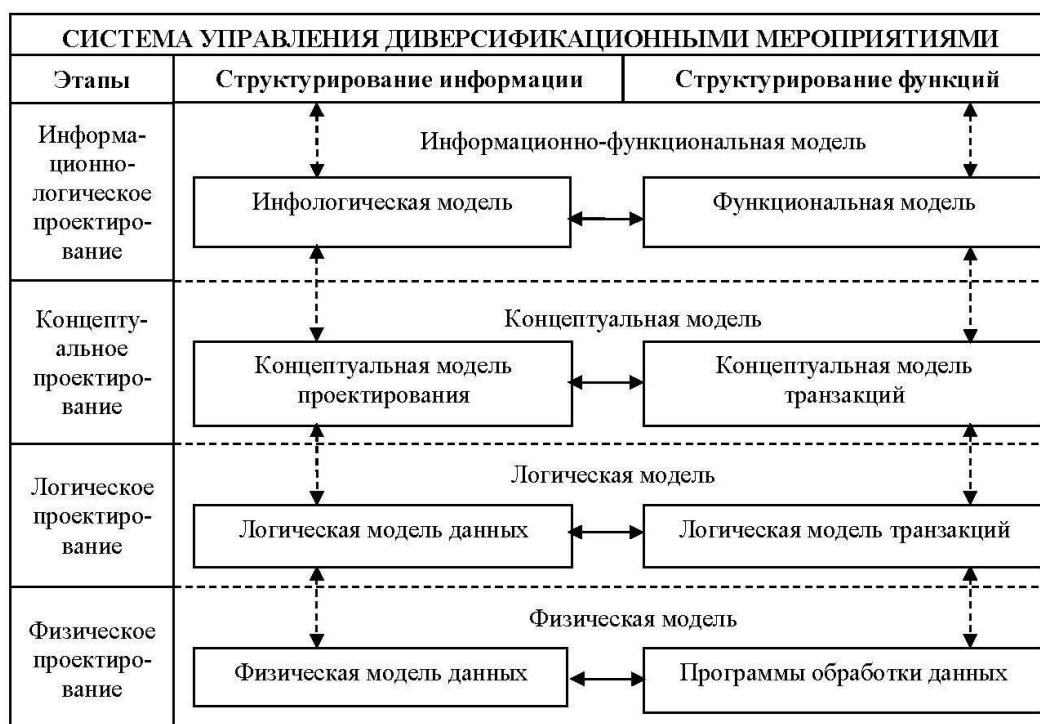 СИСТЕМА УПРАВЛЕНИЯ ДИВЕРСИФИКАЦИОННЫМИ МЕРОПРИЯТИЯМИ
Этапы
Структурирование информации
Структурирование функций
Информа-
ционно-
логическое
проектиро-
вание
Информационно-функциональная модель
Инфологическая модель
Функциональная модель
Концепту-
альное
проектиро-
вание
Концептуальная модель
Концептуальная модель
проектирования
Концептуальная модель
транзакций
Логическое
проектиро-
вание
Логическая модель
Логическая модель данных
Логическая модель транзакций
Физическое
проектиро-
вание
Физическая модель
Физическая модель данных
Программы обработки данных